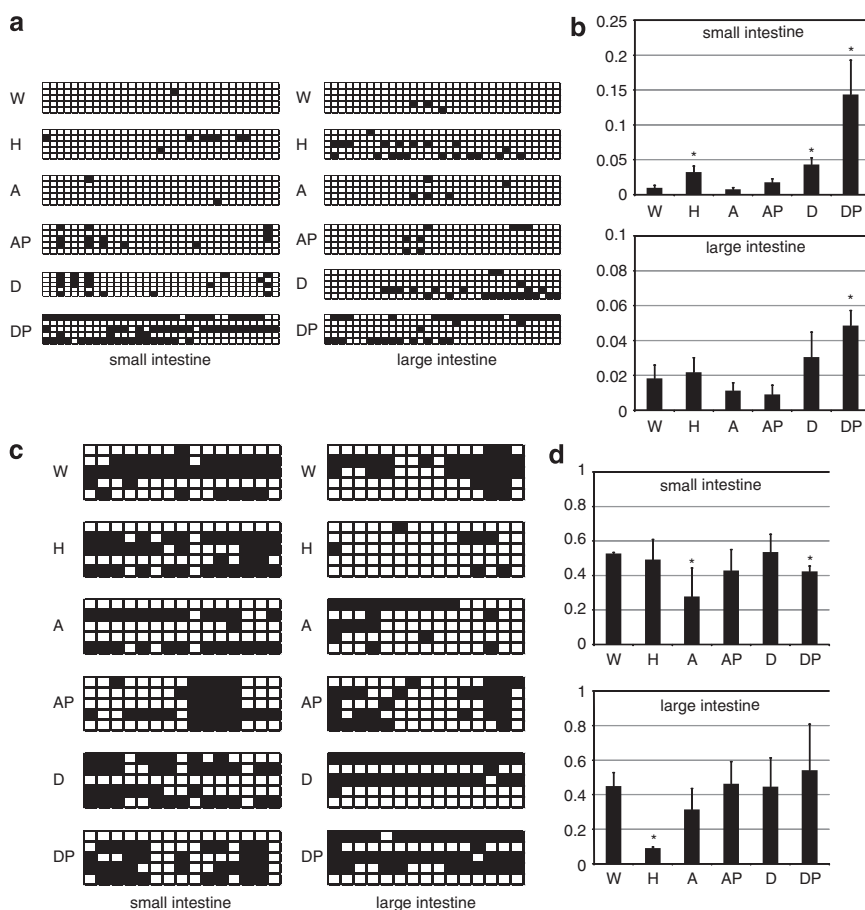 a
W
H
A
AP
D
DP
small intestine
W
H
A
AP
D
DP
large intestine
b
0.25
0.2
0.15
0.1
0.05
0
small intestine
*
*
*
W H A AP D DP
0.1
0.08
0.06
0.04
0.02
0
large intestine
*
W H A AP D DP
c
W
H
A
AP
D
DP
small intestine
W
H
A
AP
D
DP
large intestine
d
1
0.8
0.6
0.4
0.2
0
small intestine
*
*
W H A AP D DP
1
0.8
0.6
0.4
0.2
0
large intestine
*
W H A AP D DP